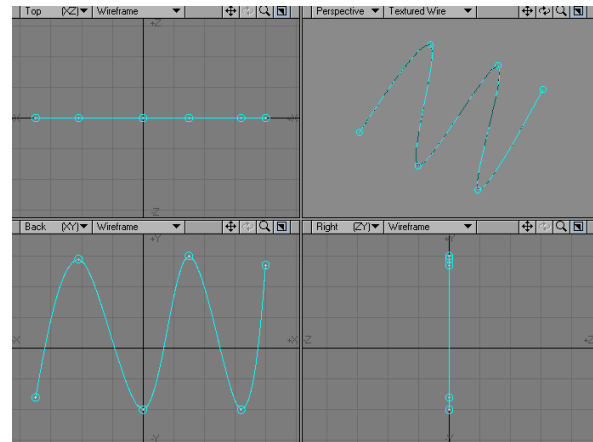 Top (XZ) Wireframe
Perspective Textured Wire
+Z
-X
-Z
Back (XY) Wireframe
Right (ZY) Wireframe
+Y
+Y
-X
+X
-Z
+Z
-Y
-Y